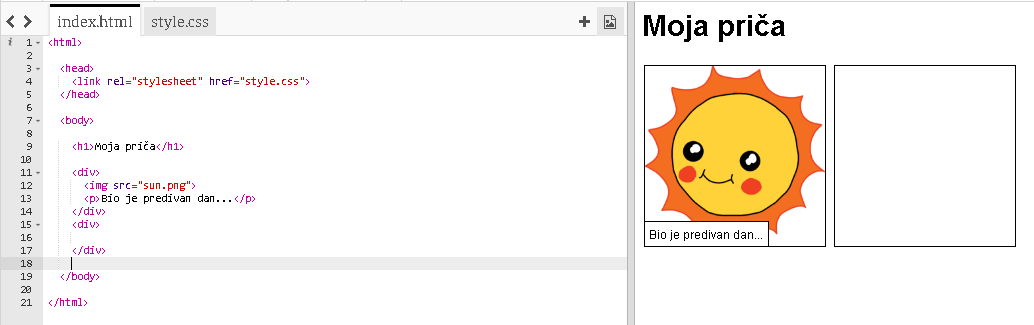 index.html style.css
1 <html>
2
3 <head>
4 <link rel="stylesheet" href="style.css">
5 </head>
6
7 <body>
8
9 <h1>Moja priča</h1>
10
11 <div>
12 <img src="sun.png">
13 <p>Bio je predivan dan...</p>
14 </div>
15 <div>
16
17 </div>
18
19 </body>
20
21 </html>
Moja priča
Bio je predivan dan...